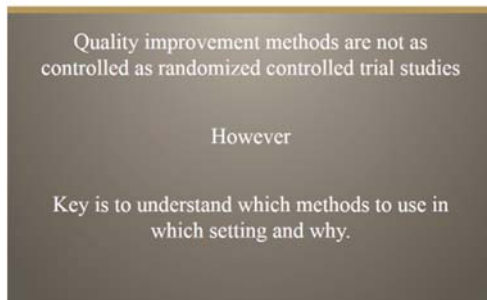 Quality improvement methods are not as
controlled as randomized controlled trial studies
However
Key is to understand which methods to use in
which setting and why.